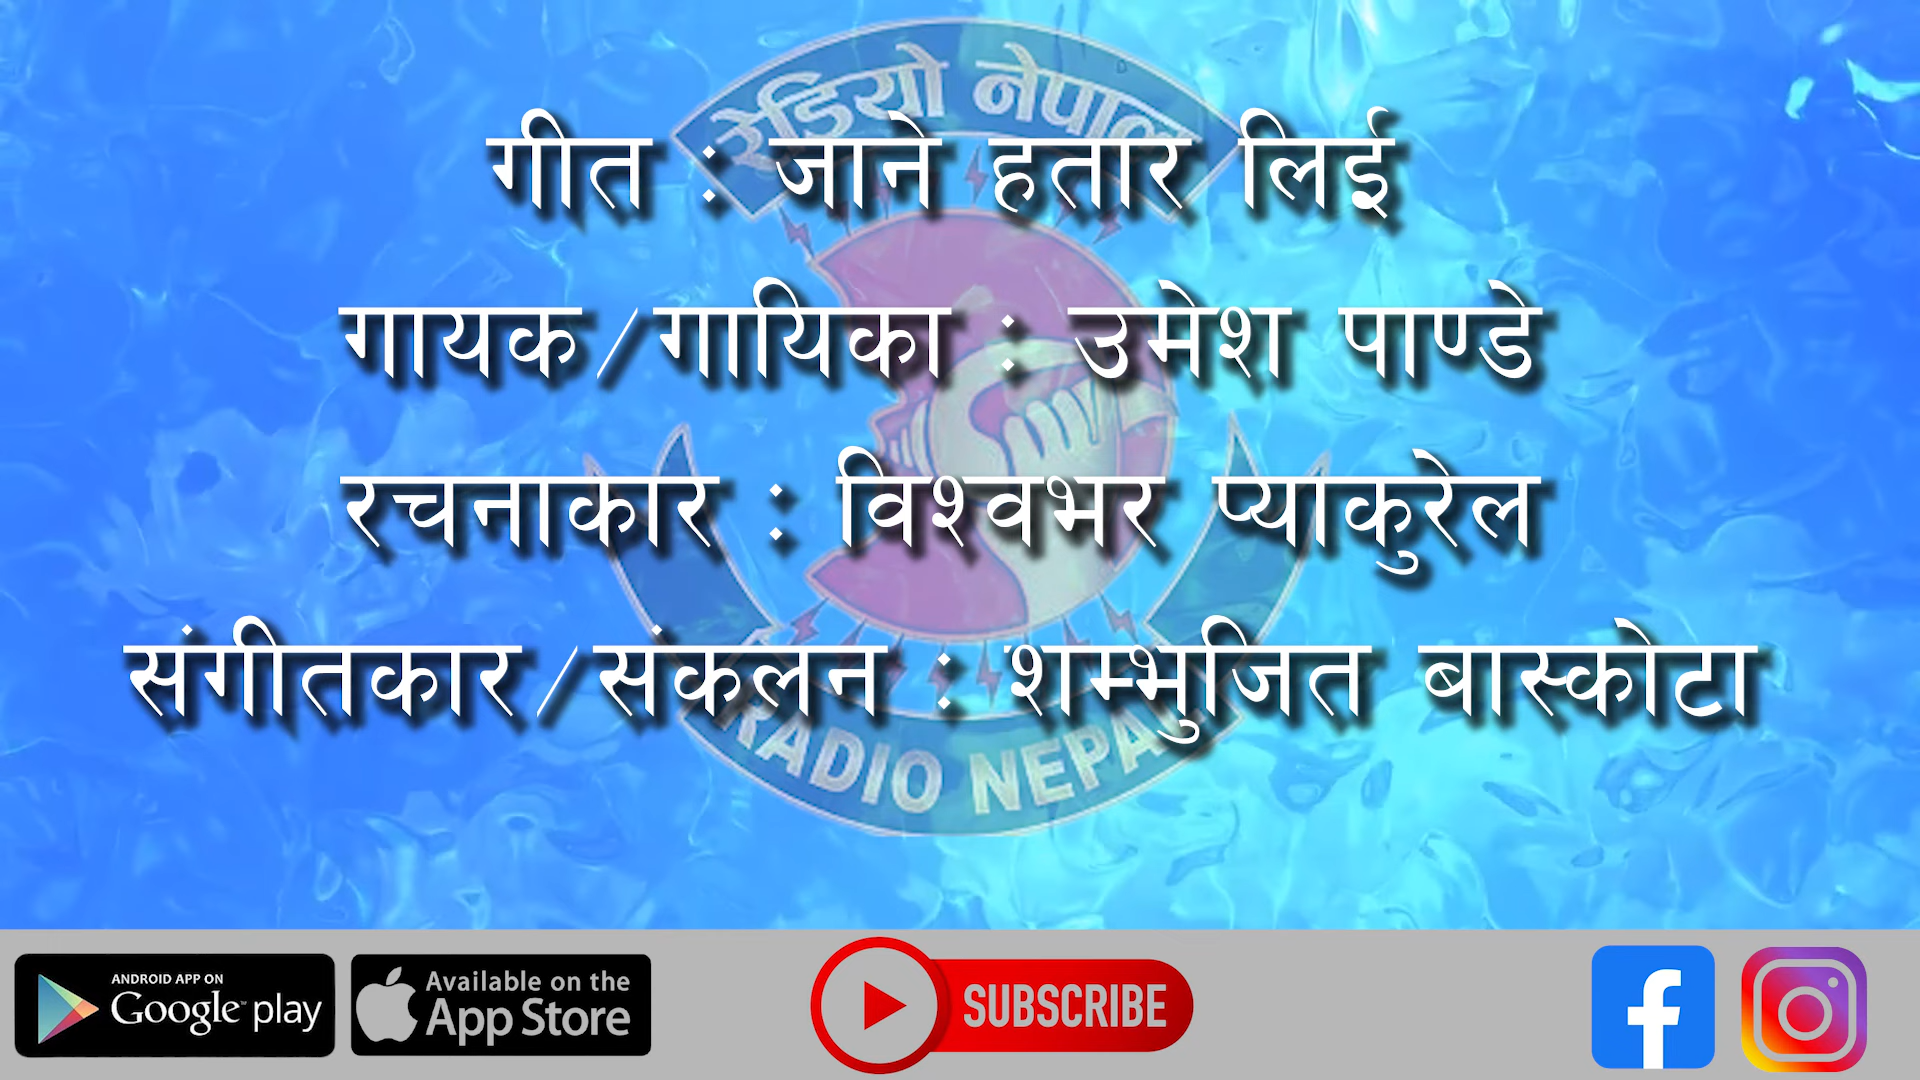 रेडियो नेपाल
गीत : जाने हतार लिई
गायक/गायिका : उमेश पाण्डे
रचनाकार : विश्वभर प्याकुरेल
संगीतकार/संकलन : शम्भुजित बास्कोटा
RADIO NEPAL
ANDROID APP ON
Google play
Available on the
App Store
SUBSCRIBE